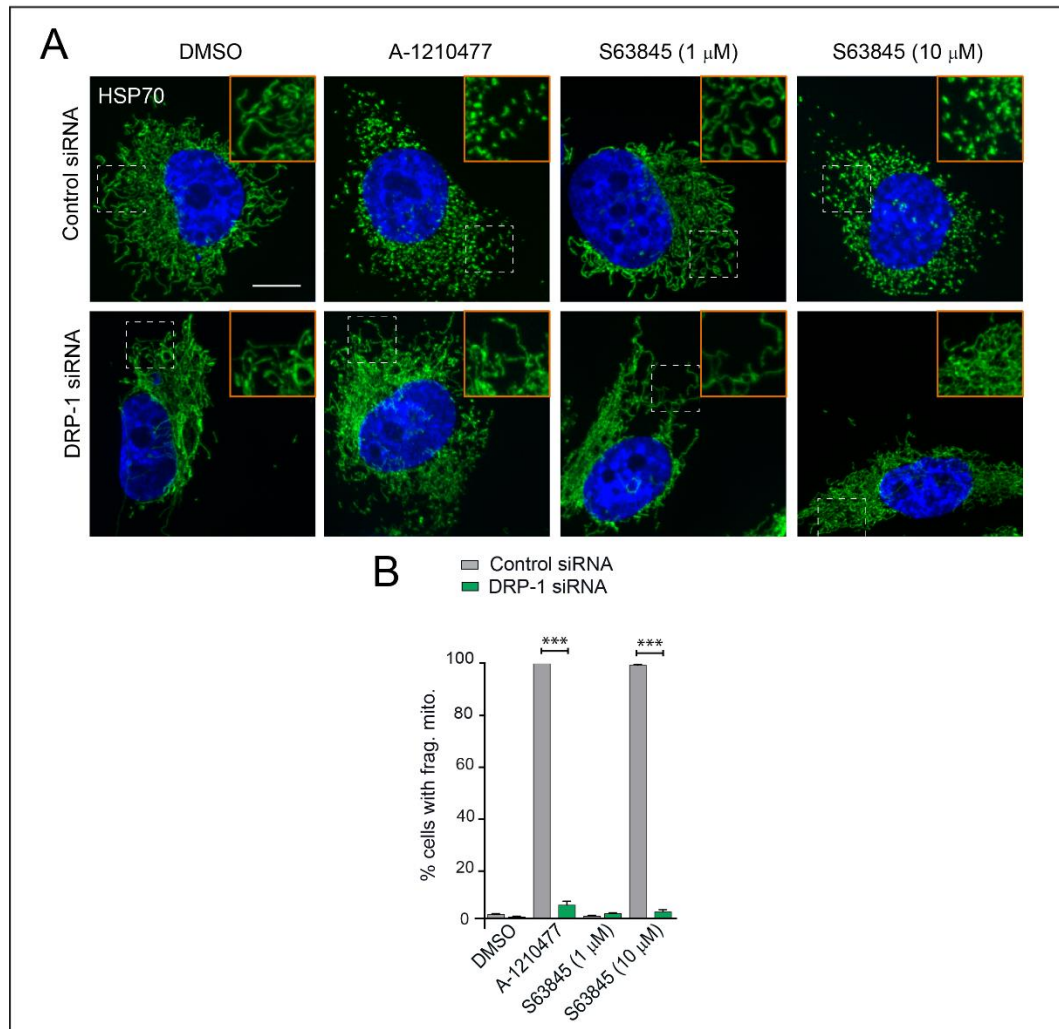 A
DMSO A-1210477 S63845 (1 μM) S63845 (10 μM)
HSP70
Control siRNA
DRP-1 siRNA
B
Control siRNA
DRP-1 siRNA
*** ***
100
80
60
40
20
0
% cells with frag. mito.
DMSO
A-1210477
S63845 (1 μM)
S63845 (10 μM)